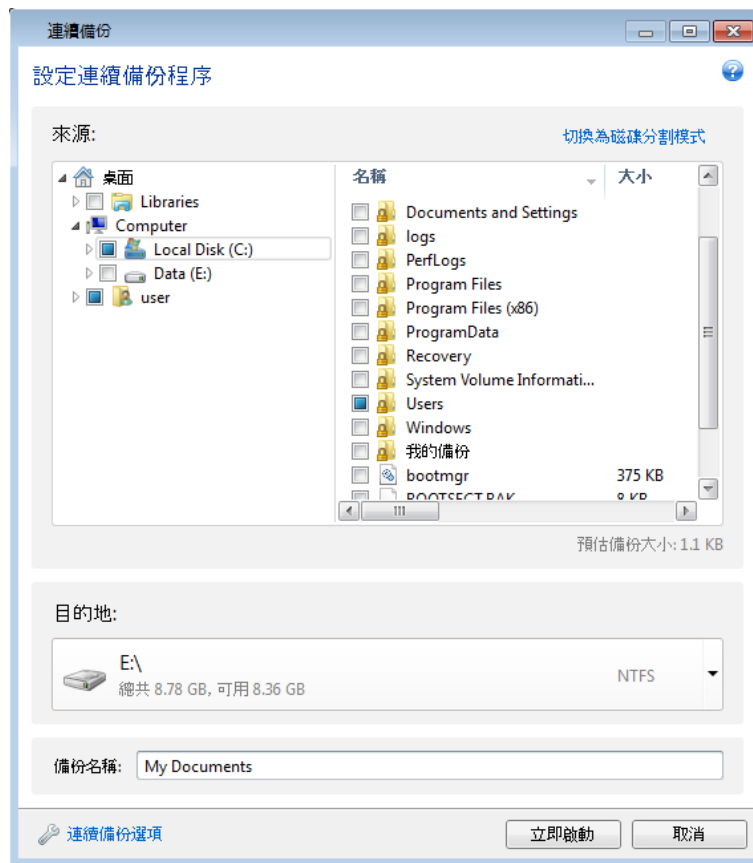 連續備份
設定連續備份程序
來源:
切換為磁碟分割模式
桌面
Libraries
Computer
Local Disk (C:)
Data (E:)
user
名稱 大小
Documents and Settings
logs
PerfLogs
Program Files
Program Files (x86)
ProgramData
Recovery
System Volume Informati...
Users
Windows
我的備份
bootmgr 375 KB
BOOTSECT.BAK 8 KB
預估備份大小: 1.1 KB
目的地:
E:\
總共 8.78 GB, 可用 8.36 GB
NTFS
備份名稱: My Documents
連續備份選項 立即啟動 取消